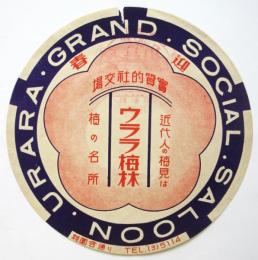 URARA・GRAND・SOCIAL・SALOON・
迎春
實質的社交場
近代人の梅見は
ウララ梅林
梅の名所
TEL.(3)5114